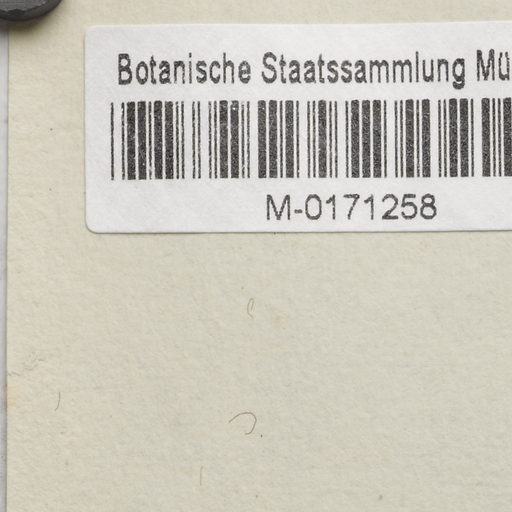 Botanische Staatssammlung Mü
M-0171258